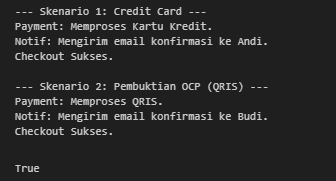 --- Skenario 1: Credit Card ---
Payment: Memproses Kartu Kredit.
Notif: Mengirim email konfirmasi ke Andi.
Checkout Sukses.

--- Skenario 2: Pembuktian OCP (QRIS) ---
Payment: Memproses QRIS.
Notif: Mengirim email konfirmasi ke Budi.
Checkout Sukses.

True